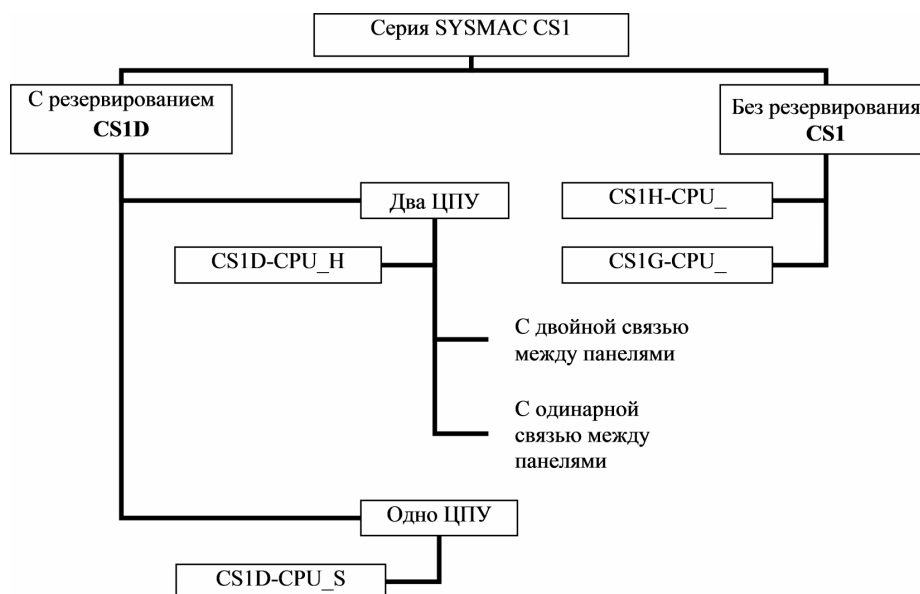 Серия SYSMAC CS1
С резервированием
CS1D
Без резервирования
CS1
Два ЦПУ
CS1H-CPU_
CS1D-CPU_H
CS1G-CPU_
С двойной связью
между панелями
С одинарной
связью между
панелями
Одно ЦПУ
CS1D-CPU_S